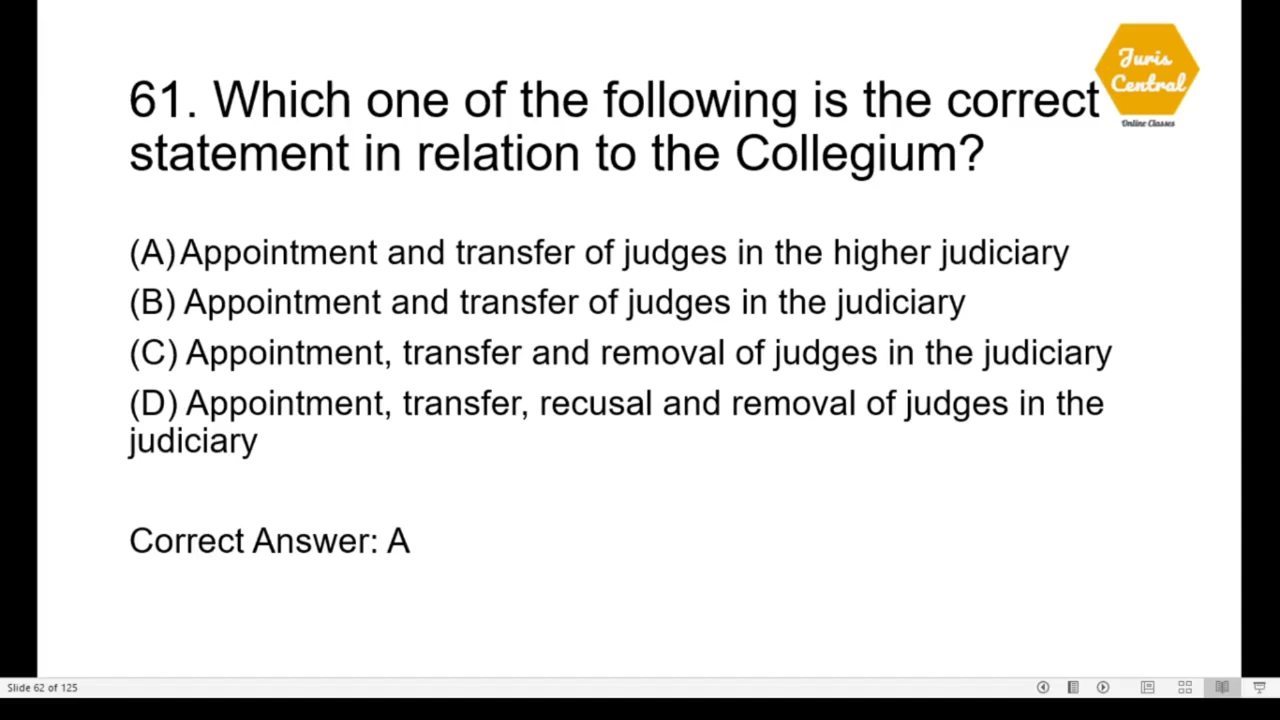 61. Which one of the following is the correct
statement in relation to the Collegium?
Juris
Central
Online Classes
(A) Appointment and transfer of judges in the higher judiciary
(B) Appointment and transfer of judges in the judiciary
(C) Appointment, transfer and removal of judges in the judiciary
(D) Appointment, transfer, recusal and removal of judges in the
judiciary
Correct Answer: A
Slide 62 of 125